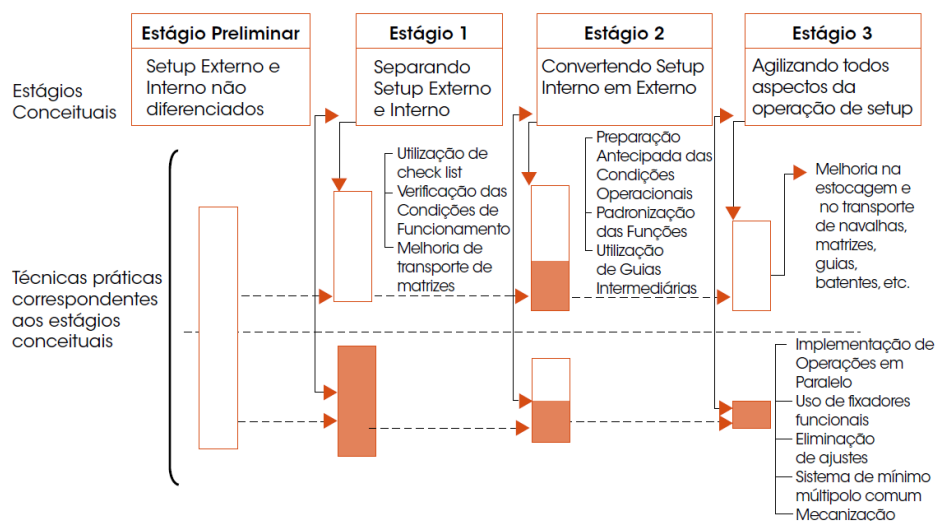 Estágio Preliminar
Setup Externo e
Interno não
diferenciados
Estágio 1
Separando
Setup Externo
e Interno
Estágio 2
Convertendo Setup
Interno em Externo
Estágio 3
Agilizando todos
aspectos da
operação de setup
Estágios
Conceituais
Utilização de
check list
Verificação das
Condições de
Funcionamento
Melhoria de
transporte de
matrizes
Preparação
Antecipada das
Condições
Operacionais
Padronização
das Funções
Utilização
de Guias
Intermediárias
Melhoria na
estocagem e
no transporte
de navalhas,
matrizes,
guias,
batentes, etc.
Técnicas práticas
correspondentes
aos estágios
conceituais
Implementação de
Operações em
Paralelo
Uso de fixadores
funcionais
Eliminação
de ajustes
Sistema de mínimo
múltipolo comum
Mecanização